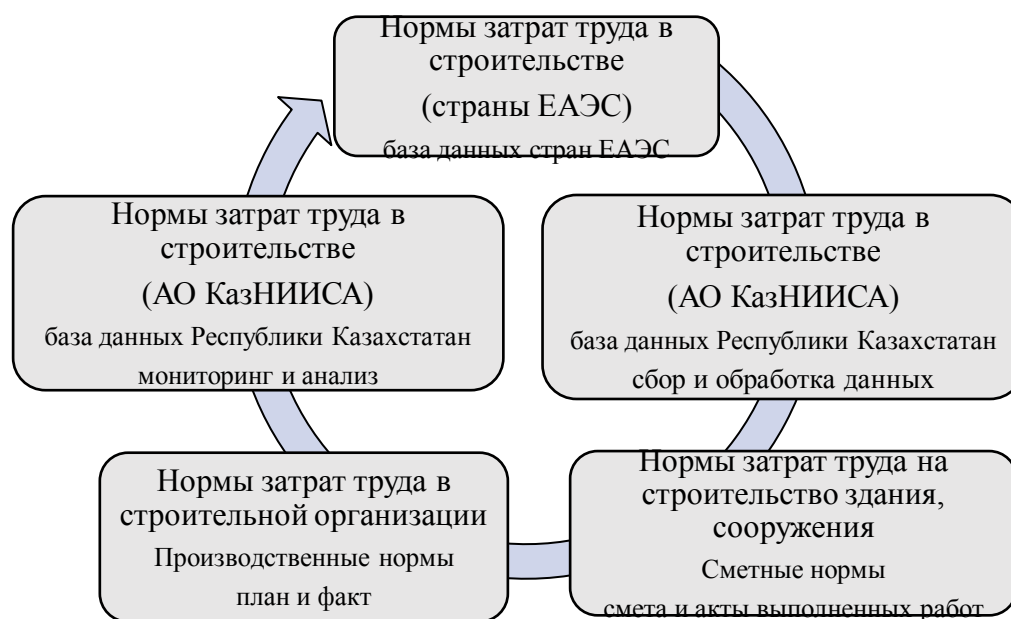 Нормы затрат труда в
строительстве
(страны ЕАЭС)
база данных стран ЕАЭС
Нормы затрат труда в
строительстве
(АО КазНИИСА)
база данных Республики Казахстатан
сбор и обработка данных
Нормы затрат труда на
строительство здания,
сооружения
Сметные нормы
смета и акты выполненных работ
Нормы затрат труда в
строительной организации
Производственные нормы
план и факт
Нормы затрат труда в
строительстве
(АО КазНИИСА)
база данных Республики Казахстатан
мониторинг и анализ